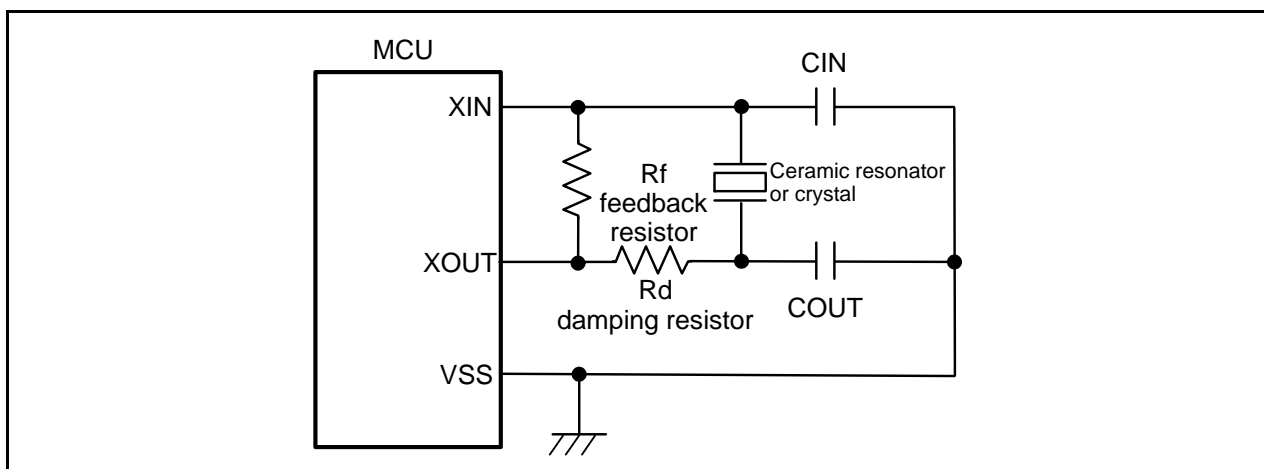 MCU
CIN
XIN
Ceramic resonator
or crystal
Rf
feedback
resistor
XOUT
Rd
damping resistor
COUT
VSS